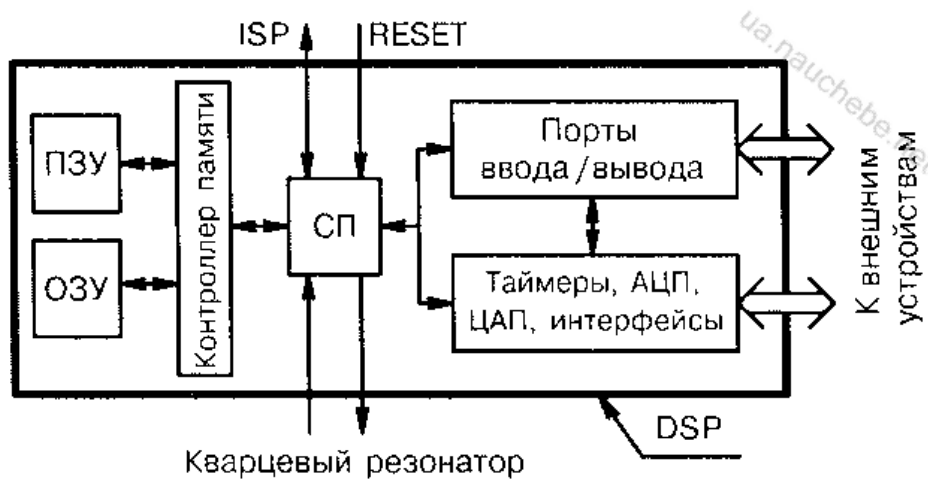 ISP
RESET
ua.nauchebe.net
ПЗУ
ОЗУ
Контроллер памяти
СП
Порты
ввода/вывода
Таймеры, АЦП,
ЦАП, интерфейсы
К внешним
устройствам
DSP
Кварцевый резонатор